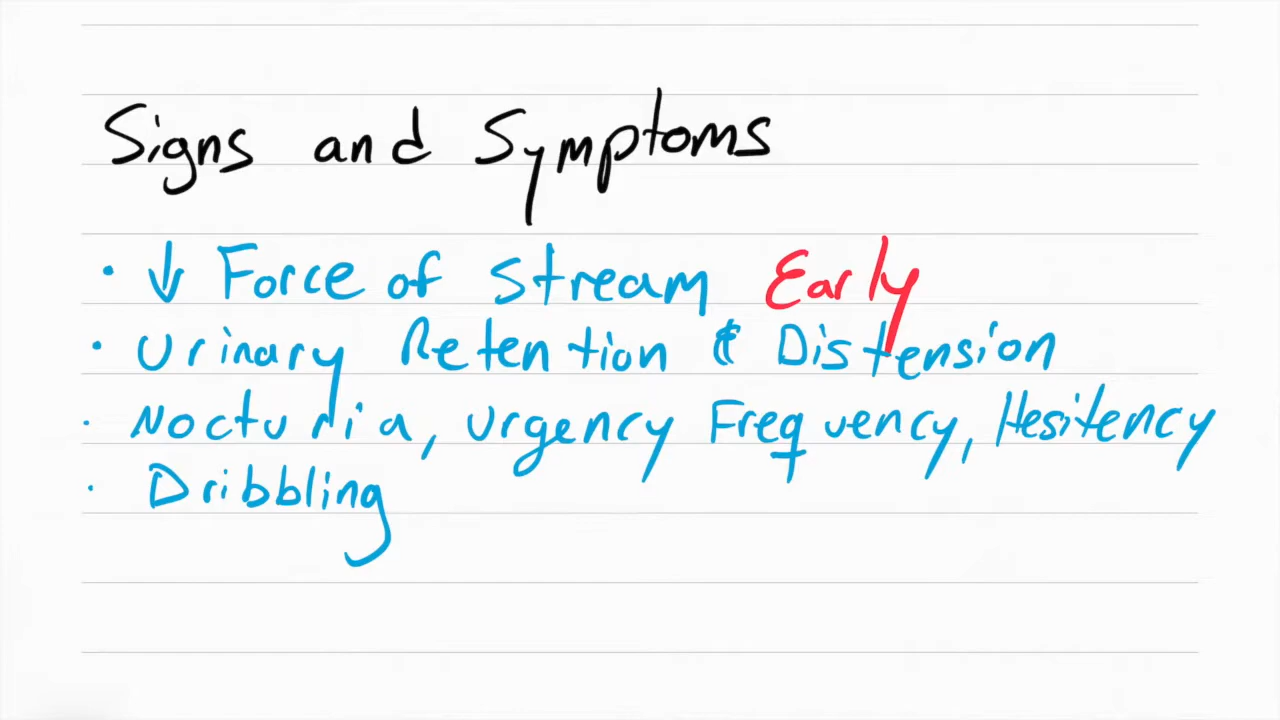 Signs and Symptoms
• ↓ Force of Stream Early
• Urinary Retention & Distension
• Nocturia, Urgency Frequency, Hesitency
• Dribbling